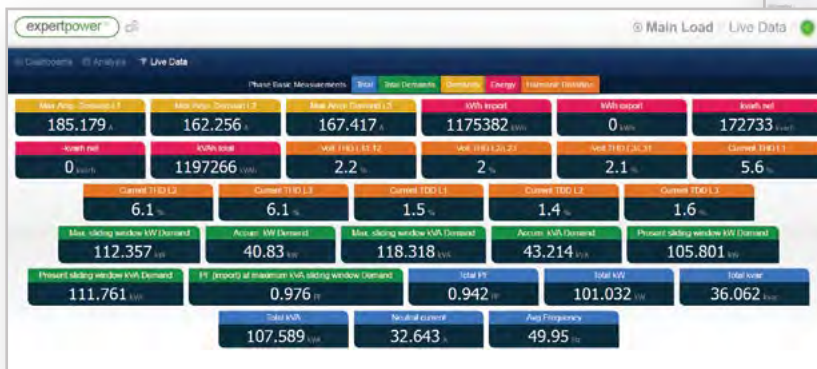 expertpower
Main Load Live Data
Dashboards Analysis Live Data
Phase Basic Measurements Total Total Demands Demands Energy Harmonic Distortion
Max Amp. Demand L1 Max Amp. Demand L2 Max Amp. Demand L3 kWh import kWh export kvarh net
185.179 A 162.256 A 167.417 A 1175382 kWh 0 kWh 172733 kvarh
-kvarh net kVAh total Volt THD L1/L12 Volt THD L2/L23 Volt THD L3/L31 Current THD L1
0 kvarh 1197266 kVAh 2.2 % 2 % 2.1 % 5.6 %
Current THD L2 Current THD L3 Current TDD L1 Current TDD L2 Current TDD L3
6.1 % 6.1 % 1.5 % 1.4 % 1.6 %
Max. sliding window kW Demand Accum. kW Demand Max. sliding window kVA Demand Accum. kVA Demand Present sliding window kW Demand
112.357 kW 40.83 kW 118.318 kVA 43.214 kVA 105.801 kW
Present sliding window kVA Demand PF (import) at maximum kVA sliding window Demand Total PF Total kW Total kvar
111.761 kVA 0.976 PF 0.942 PF 101.032 kW 36.062 kvar
Total kVA Neutral current Avg Frequency
107.589 kVA 32.643 A 49.95 Hz